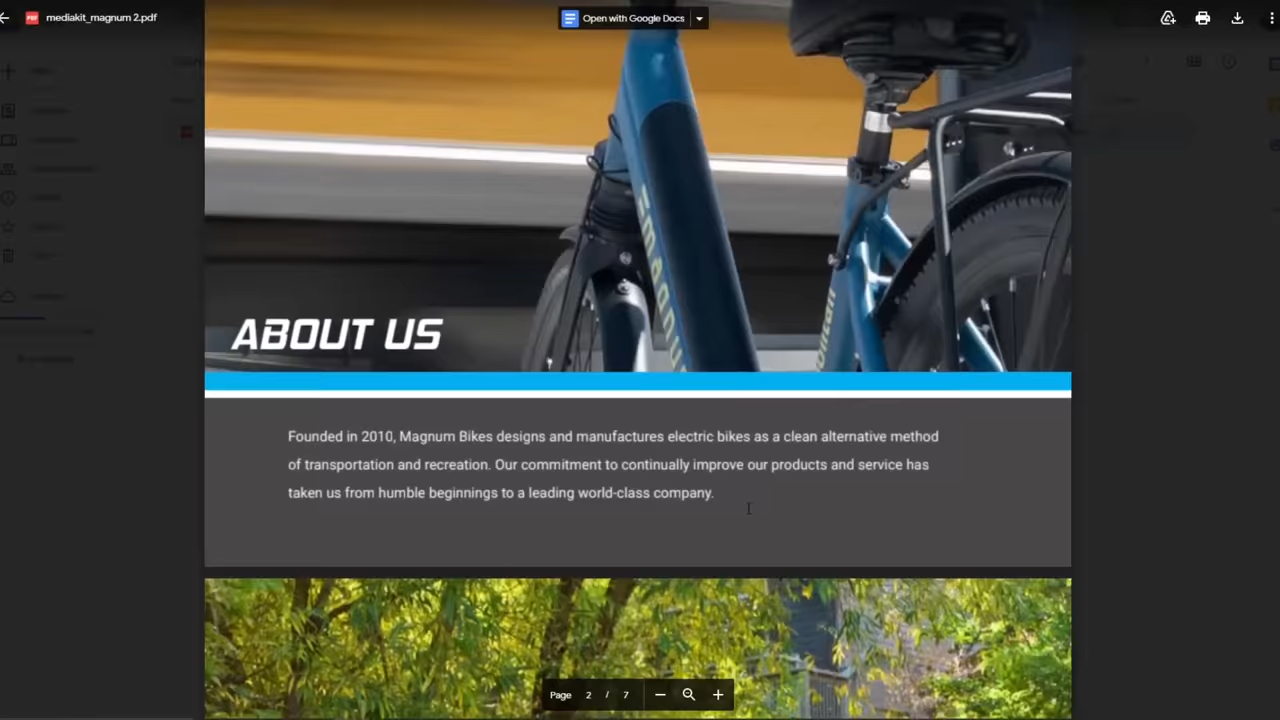 mediakit_magnum 2.pdf
Open with Google Docs
ABOUT US
Founded in 2010, Magnum Bikes designs and manufactures electric bikes as a clean alternative method
of transportation and recreation. Our commitment to continually improve our products and service has
taken us from humble beginnings to a leading world-class company.
Page 2 / 7